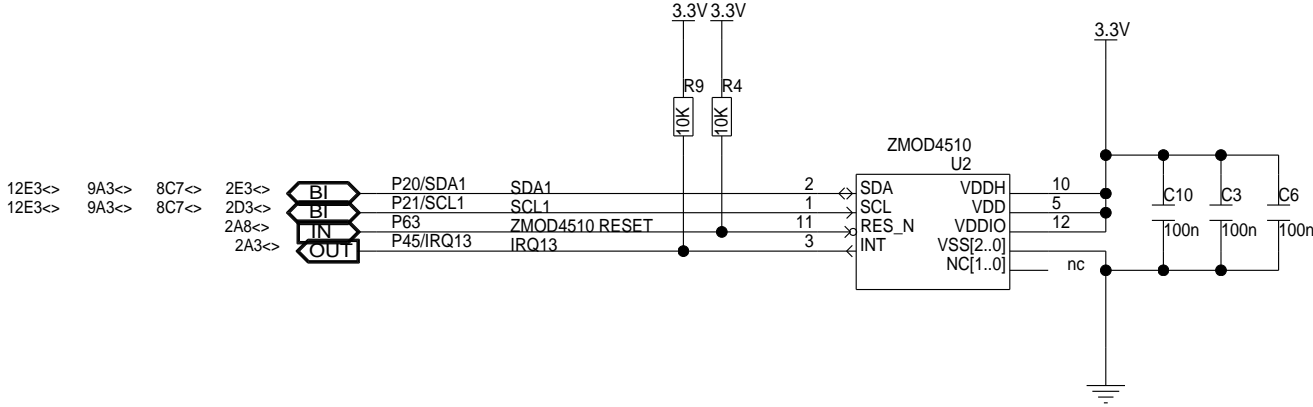 3.3V 3.3V
3.3V
R9 R4
10K 10K
ZMOD4510
U2
12E3<> 9A3<> 8C7<> 2E3<> BI P20/SDA1 SDA1 2 SDA VDDH 10
12E3<> 9A3<> 8C7<> 2D3<> BI P21/SCL1 SCL1 1 SCL VDD 5
2A8<> IN P63 ZMOD4510 RESET 11 RES_N VDDIO 12
2A3<> OUT P45/IRQ13 IRQ13 3 INT VSS[2..0]
NC[1..0] nc
C10 C3 C6
100n 100n 100n